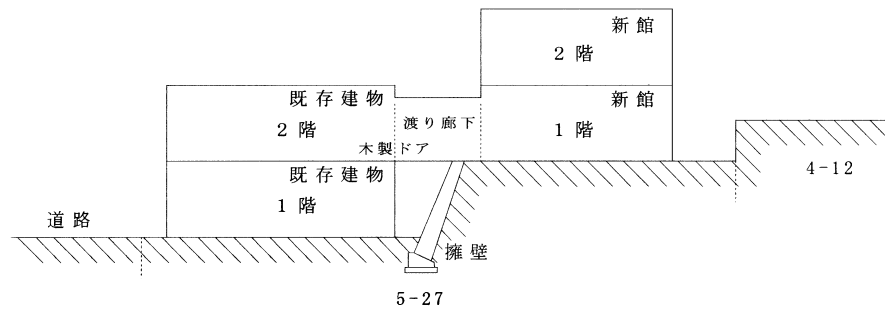 新館
2階
既存建物
2階
渡り廊下
新館
1階
木製ドア
既存建物
1階
4-12
道路
擁壁
5-27